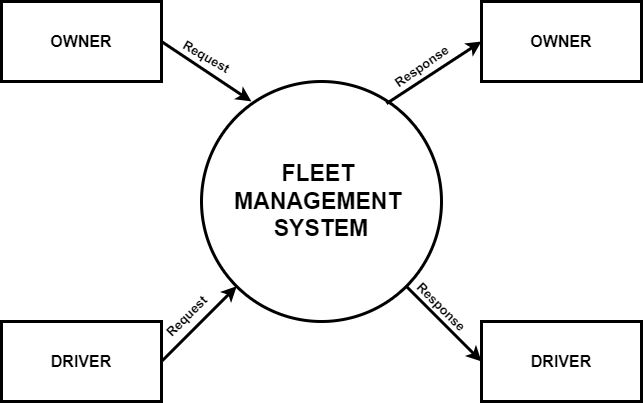 OWNER
OWNER
Request
Response
FLEET
MANAGEMENT
SYSTEM
Request
Response
DRIVER
DRIVER